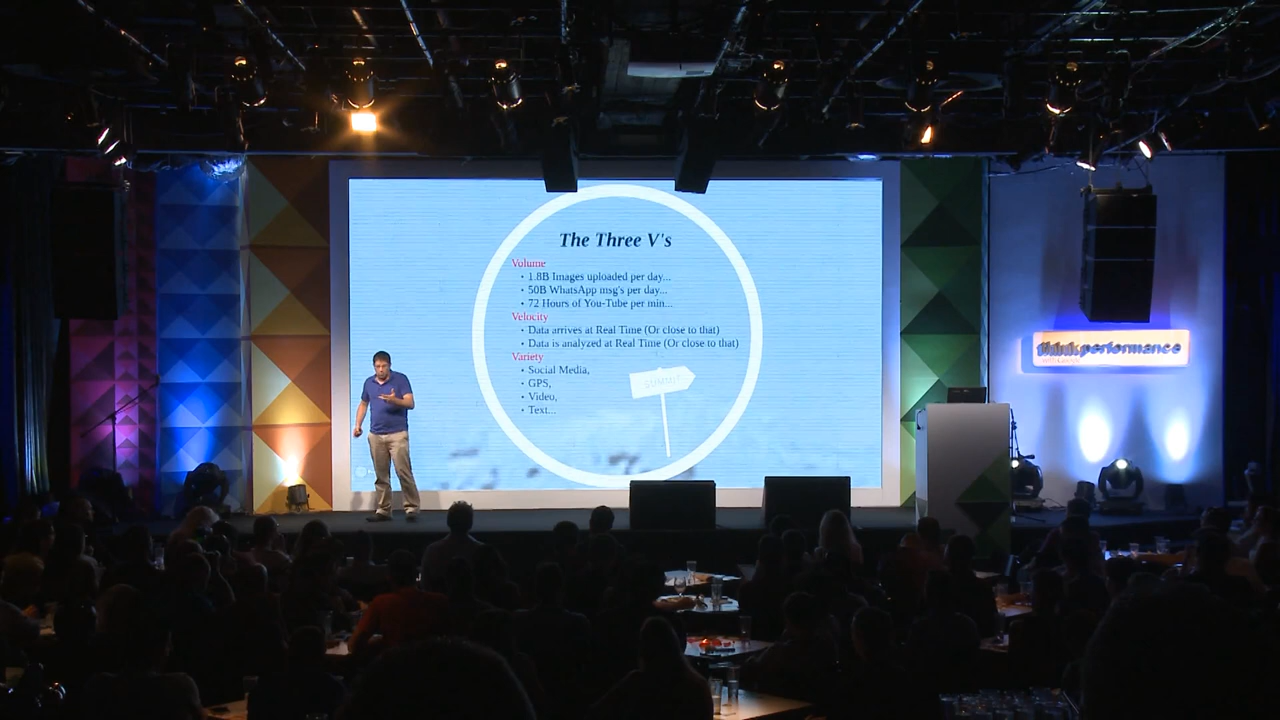 The Three V's
Volume
• 1.8B Images uploaded per day...
• 50B WhatsApp msg's per day...
• 72 Hours of You-Tube per min...
Velocity
• Data arrives at Real Time (Or close to that)
• Data is analyzed at Real Time (Or close to that)
Variety
• Social Media,
• GPS,
• Video,
• Text...
SUMMIT
thinkperformance